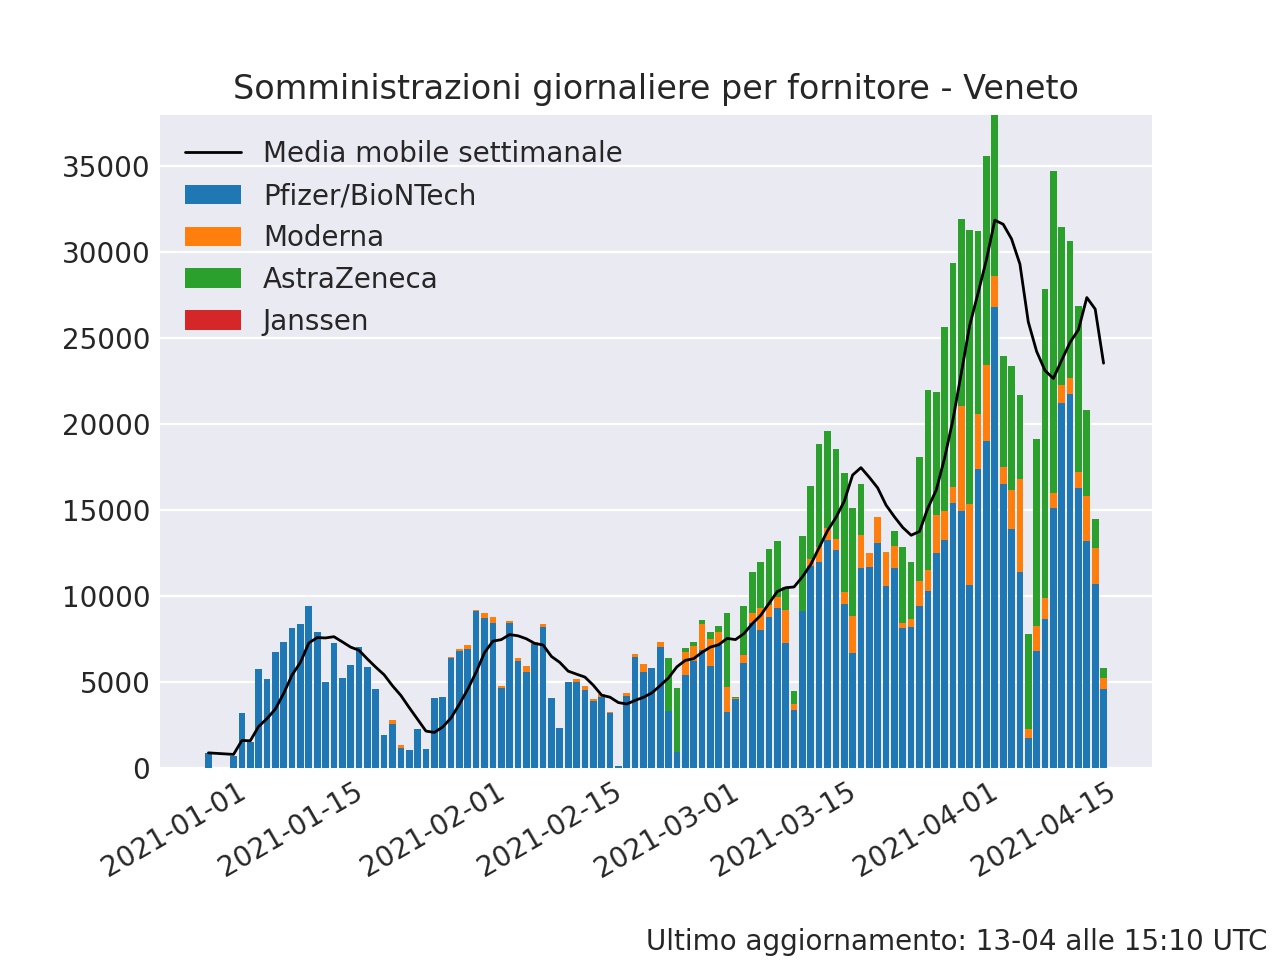 Somministrazioni giornaliere per fornitore - Veneto
Media mobile settimanale
Pfizer/BioNTech
Moderna
AstraZeneca
Janssen
35000
30000
25000
20000
15000
10000
5000
0
2021-01-01
2021-01-15
2021-02-01
2021-02-15
2021-03-01
2021-03-15
2021-04-01
2021-04-15
Ultimo aggiornamento: 13-04 alle 15:10 UTC